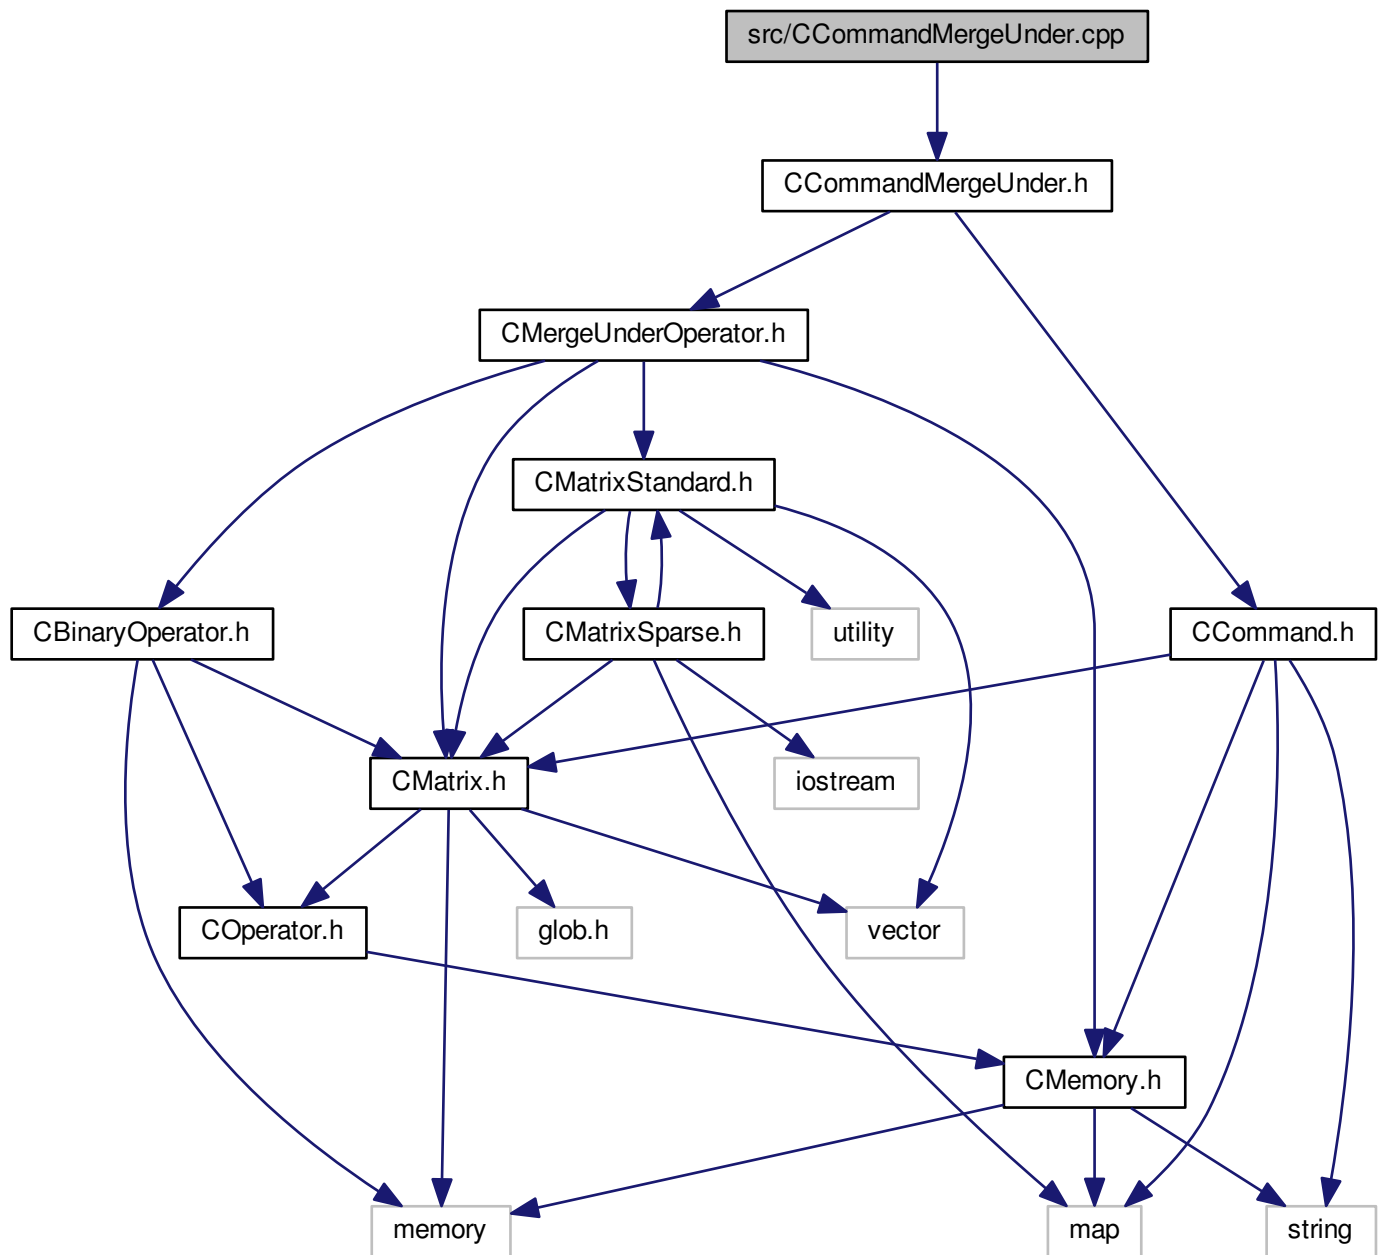 src/CCommandMergeUnder.cpp
CCommandMergeUnder.h
CMergeUnderOperator.h
CMatrixStandard.h
CBinaryOperator.h
CMatrixSparse.h
utility
CCommand.h
CMatrix.h
iostream
COperator.h
glob.h
vector
CMemory.h
memory
map
string